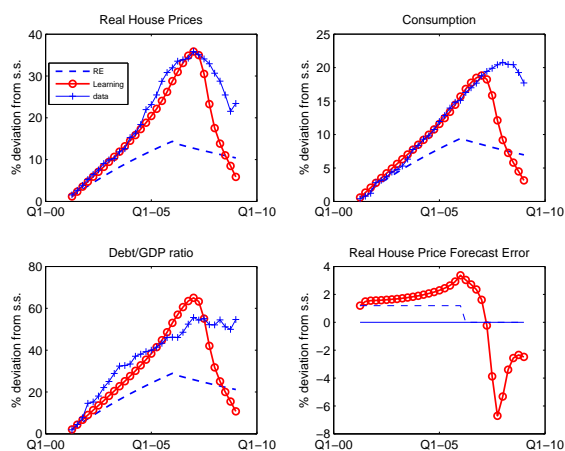 Real House Prices
% deviation from s.s.
40
30
20
10
0
Q1−00
Q1−05
Q1−10
RE
Learning
data
Consumption
% deviation from s.s.
25
20
15
10
5
0
Q1−00
Q1−05
Q1−10
Debt/GDP ratio
% deviation from s.s.
80
60
40
20
0
Q1−00
Q1−05
Q1−10
Real House Price Forecast Error
% deviation from s.s.
4
2
0
−2
−4
−6
−8
Q1−00
Q1−05
Q1−10